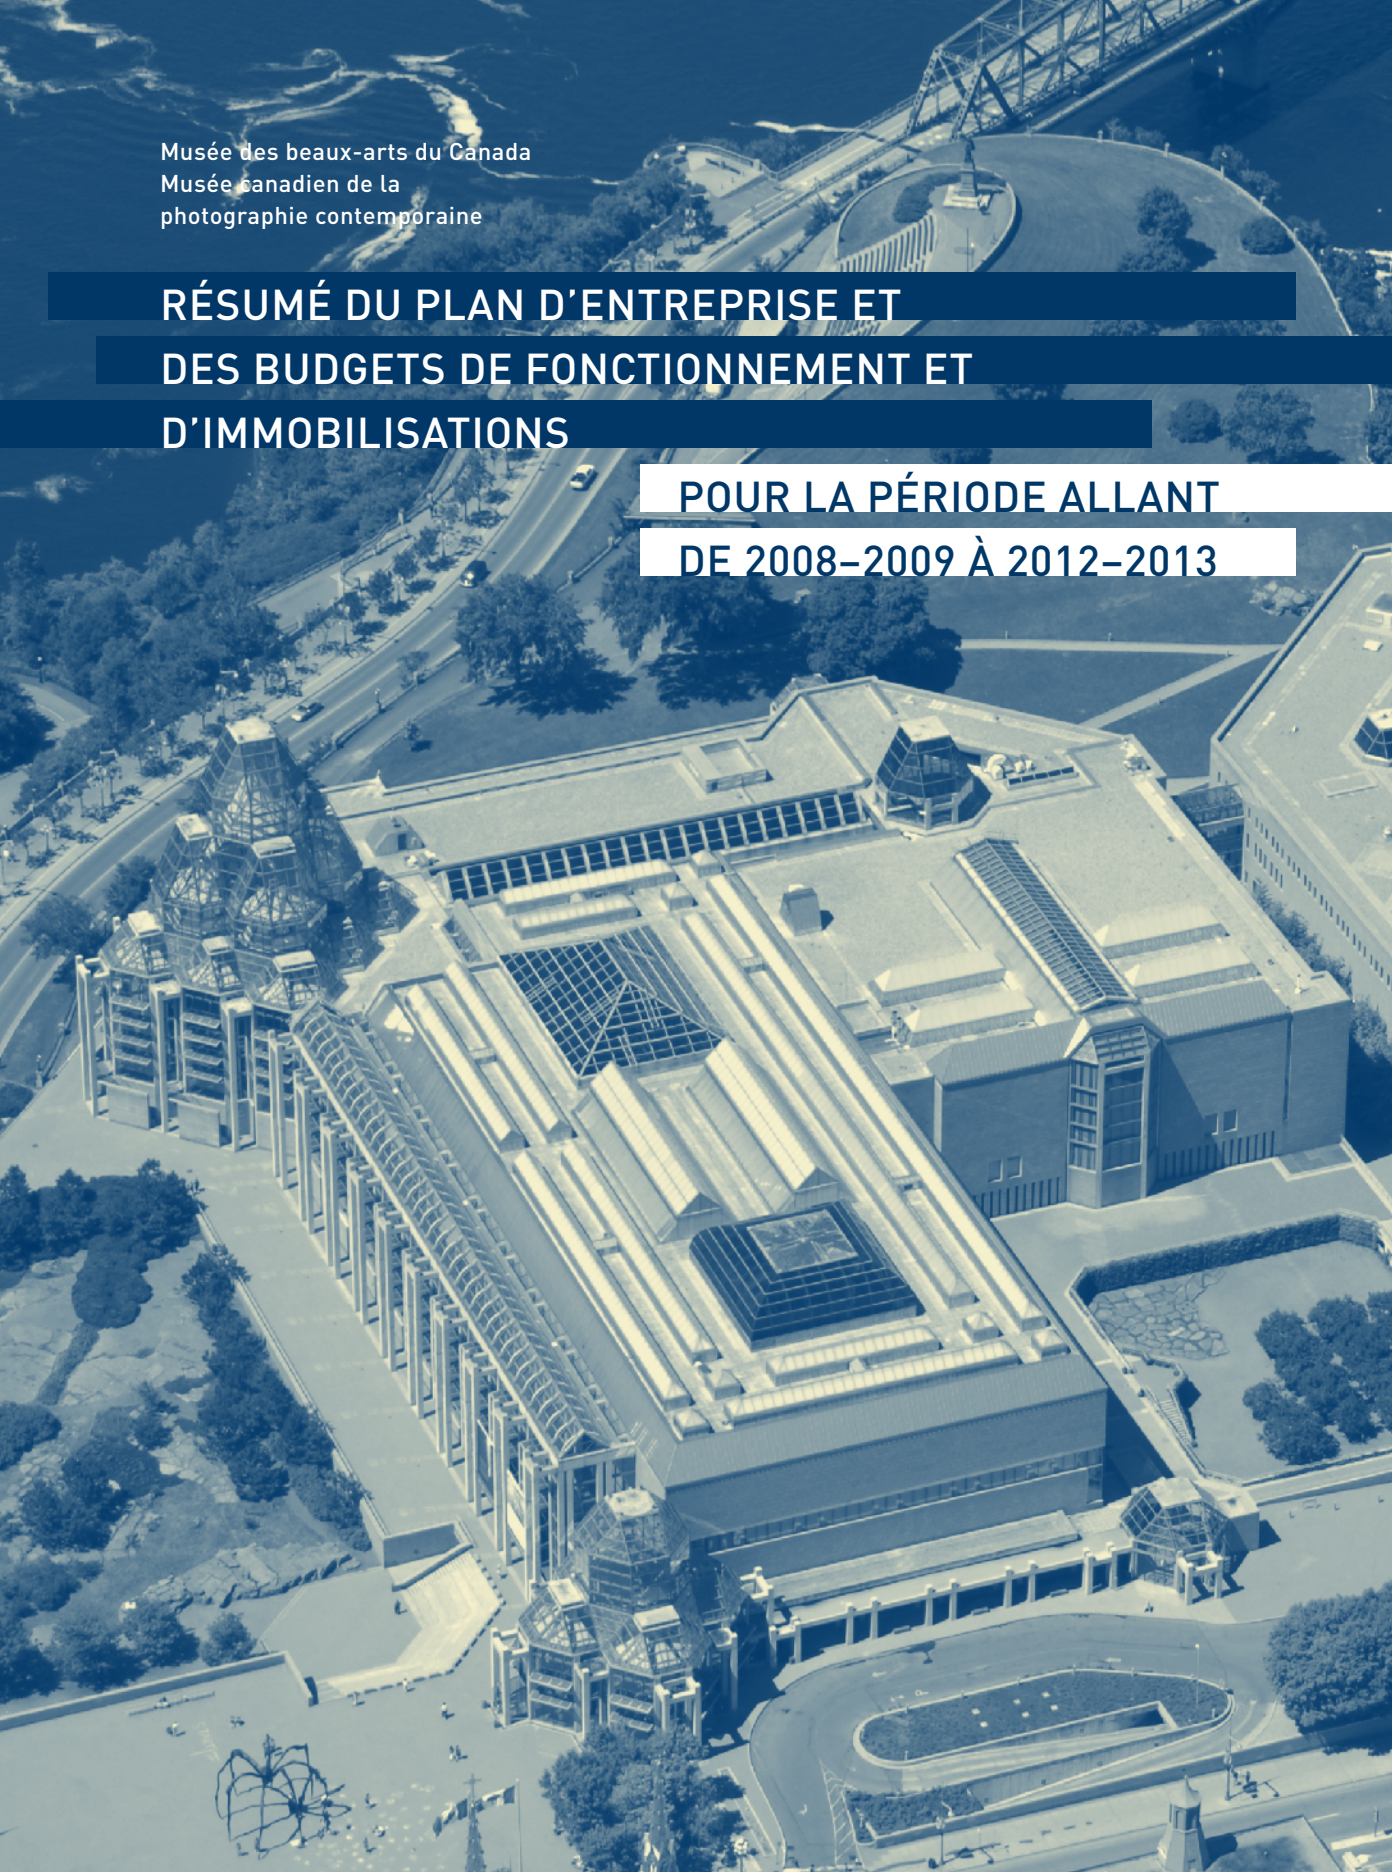 Musée des beaux-arts du Canada
Musée canadien de la
photographie contemporaine
RÉSUMÉ DU PLAN D’ENTREPRISE ET
DES BUDGETS DE FONCTIONNEMENT ET
D’IMMOBILISATIONS
POUR LA PÉRIODE ALLANT
DE 2008–2009 À 2012–2013